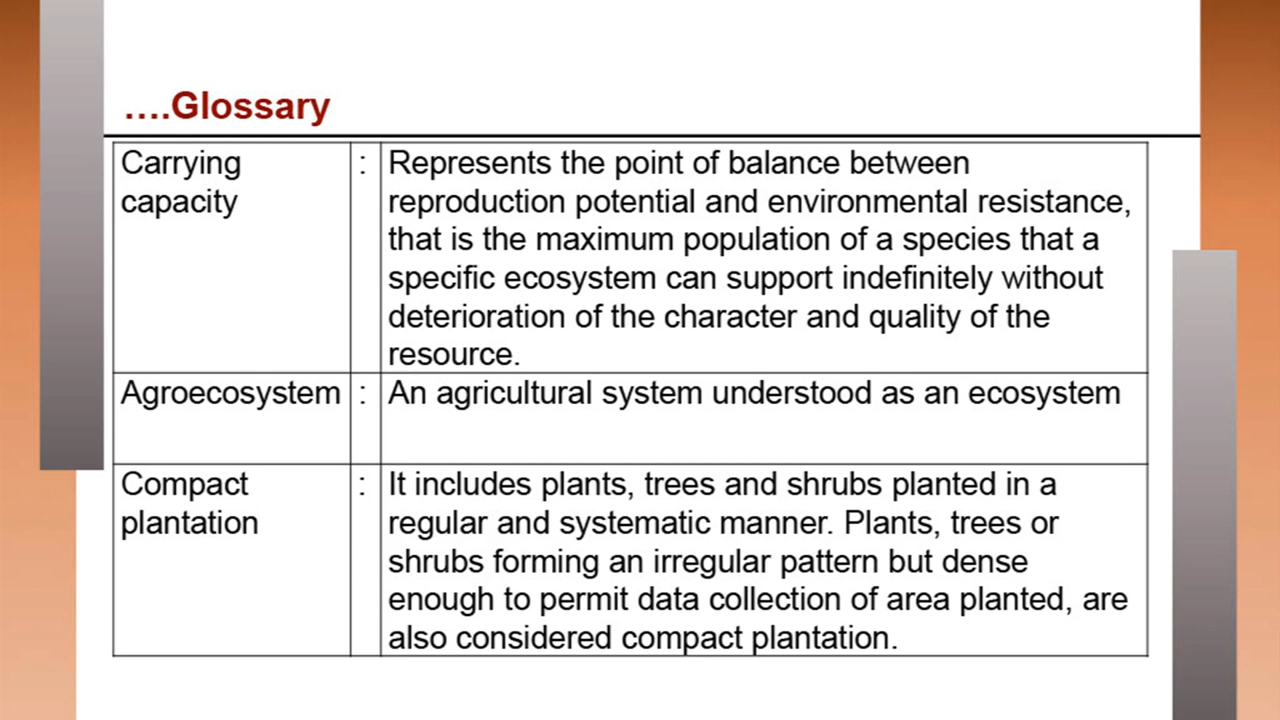 ....Glossary
Carrying capacity : Represents the point of balance between
reproduction potential and environmental resistance,
that is the maximum population of a species that a
specific ecosystem can support indefinitely without
deterioration of the character and quality of the
resource.
Agroecosystem : An agricultural system understood as an ecosystem
Compact plantation : It includes plants, trees and shrubs planted in a
regular and systematic manner. Plants, trees or
shrubs forming an irregular pattern but dense
enough to permit data collection of area planted, are
also considered compact plantation.